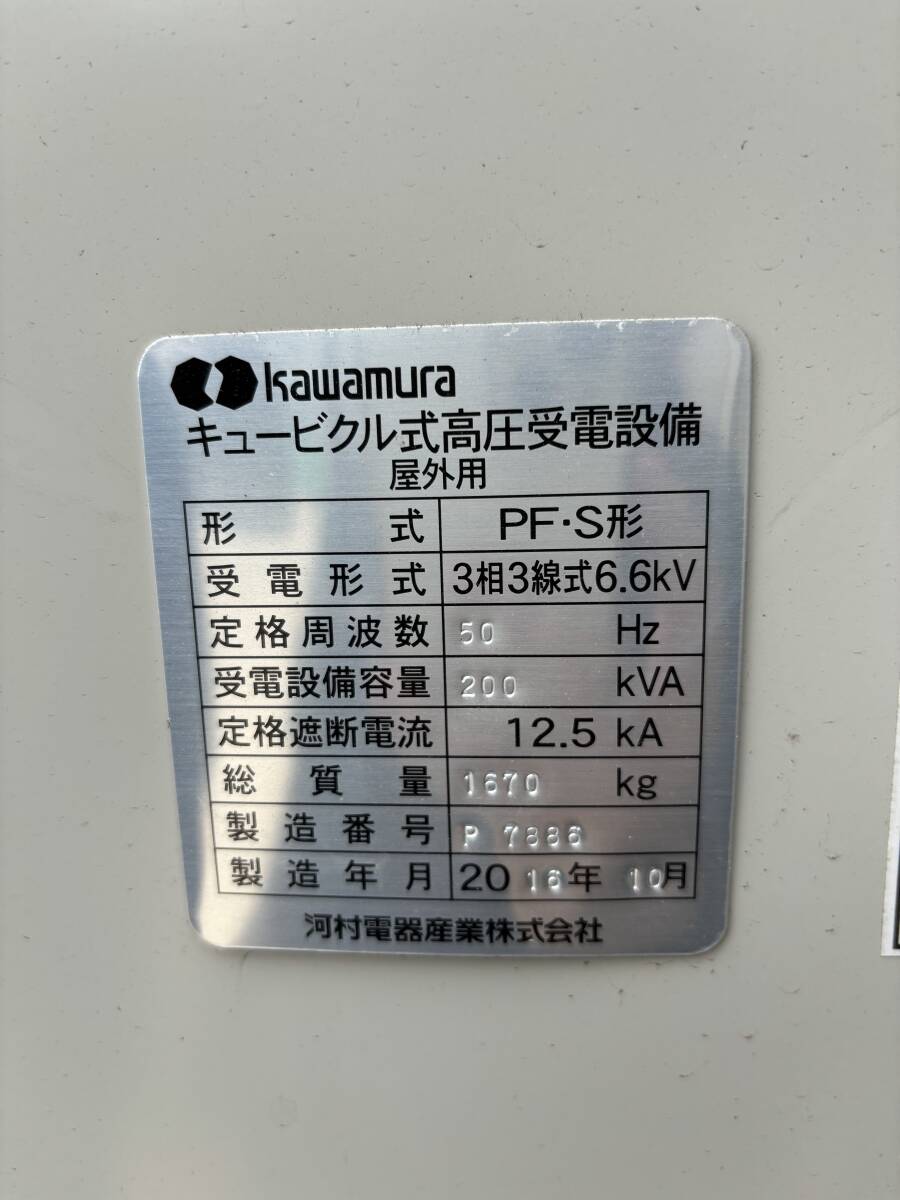 kawamura
キュービクル式高圧受電設備
屋外用
形式 PF・S形
受電形式 3相3線式6.6kV
定格周波数 50 Hz
受電設備容量 200 kVA
定格遮断電流 12.5 kA
総質量 1670 kg
製造番号 P 7886
製造年月 2016年 10月
河村電器産業株式会社